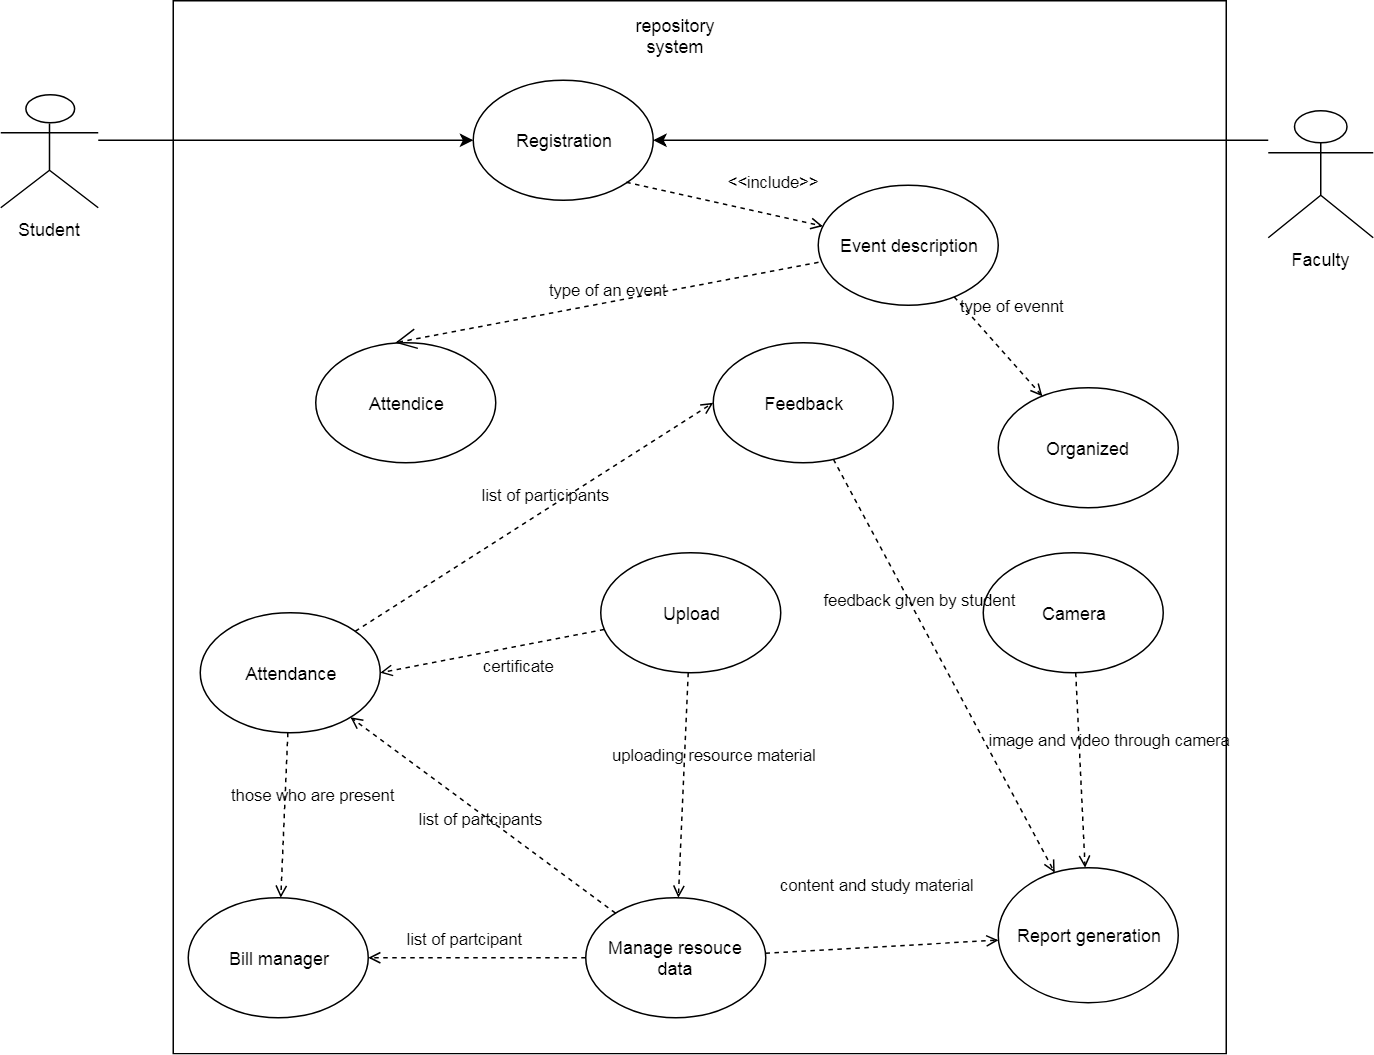 repository
system
Registration
<<include>>
Student
Event description
Faculty
type of an event
type of evennt
Attendice
Feedback
Organized
list of participants
feedback given by student
Upload
Camera
certificate
Attendance
image and video through camera
uploading resource material
those who are present
list of partcipants
content and study material
list of partcipant
Bill manager
Manage resouce
data
Report generation